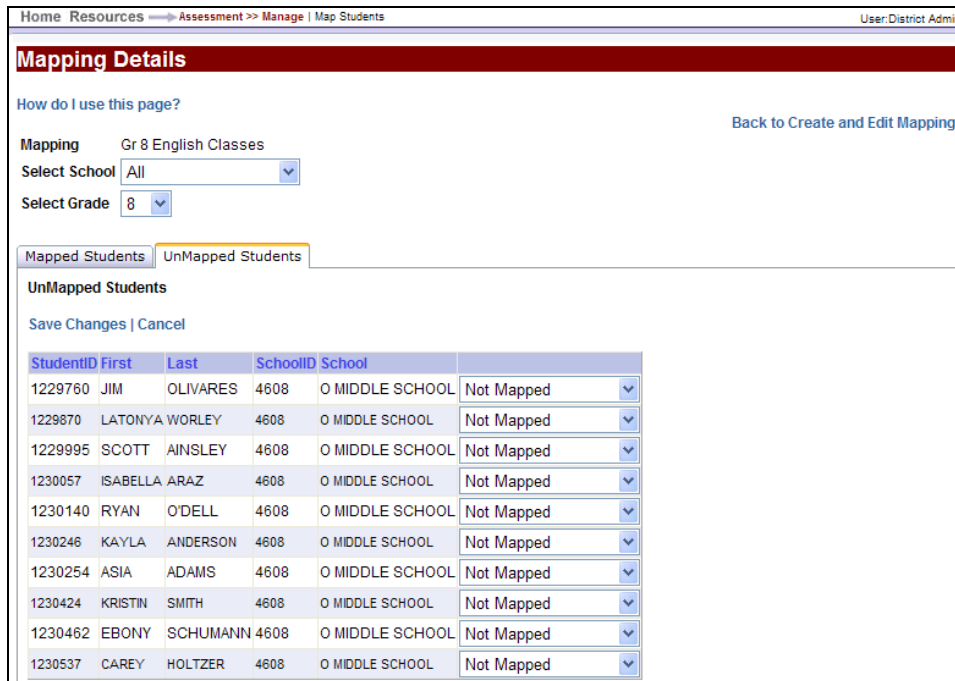 Home Resources Assessment >> Manage | Map Students User:District Admi
Mapping Details
How do I use this page?
Back to Create and Edit Mapping
Mapping Gr 8 English Classes
Select School All
Select Grade 8
Mapped Students UnMapped Students
UnMapped Students
Save Changes | Cancel
StudentID First Last SchoolID School
1229760 JIM OLIVARES 4608 O MIDDLE SCHOOL Not Mapped
1229870 LATONYA WORLEY 4608 O MIDDLE SCHOOL Not Mapped
1229995 SCOTT AINSLEY 4608 O MIDDLE SCHOOL Not Mapped
1230057 ISABELLA ARAZ 4608 O MIDDLE SCHOOL Not Mapped
1230140 RYAN O'DELL 4608 O MIDDLE SCHOOL Not Mapped
1230246 KAYLA ANDERSON 4608 O MIDDLE SCHOOL Not Mapped
1230254 ASIA ADAMS 4608 O MIDDLE SCHOOL Not Mapped
1230424 KRISTIN SMITH 4608 O MIDDLE SCHOOL Not Mapped
1230462 EBONY SCHUMANN 4608 O MIDDLE SCHOOL Not Mapped
1230537 CAREY HOLTZER 4608 O MIDDLE SCHOOL Not Mapped